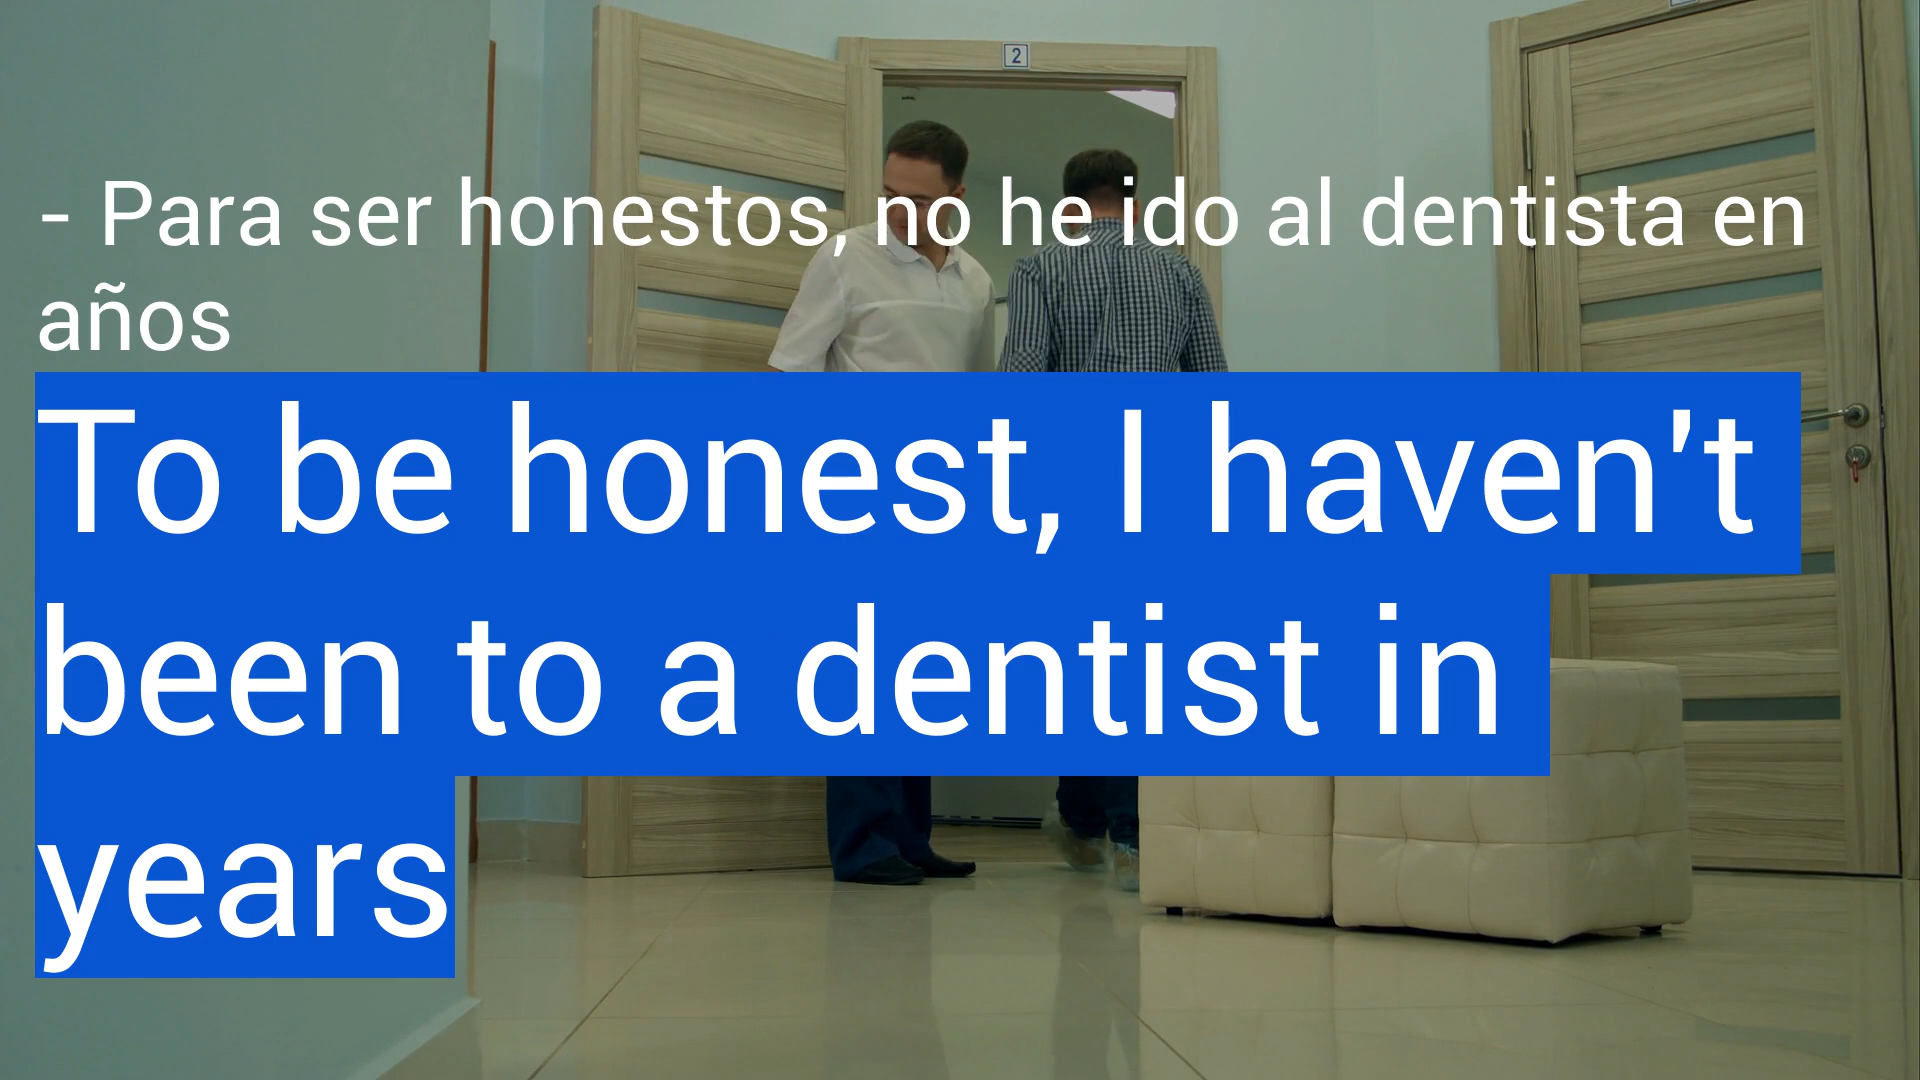 2
- Para ser honestos, no he ido al dentista en
años
To be honest, I haven't
been to a dentist in
years